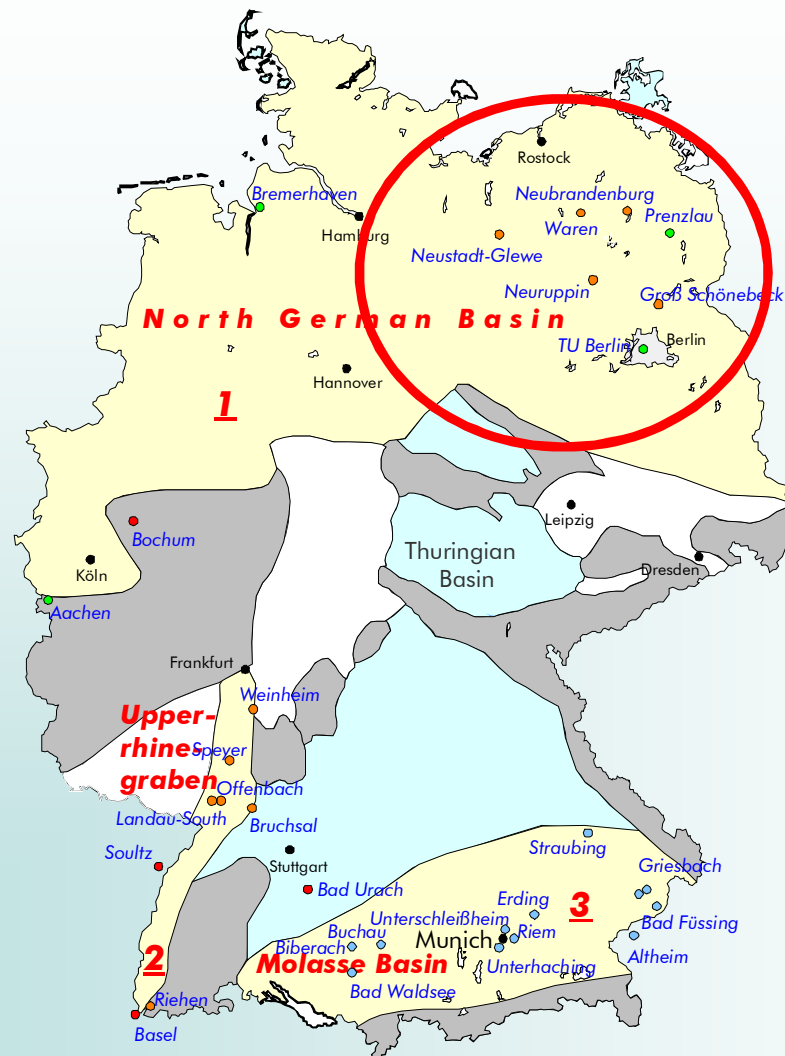 Rostock
Bremerhaven
Neubrandenburg
Hamburg
Waren
Prenzlau
Neustadt-Glewe
Neuruppin
Groß Schönebeck
North German Basin
TU Berlin
Berlin
Hannover
1
Leipzig
Bochum
Thuringian
Basin
Köln
Dresden
Aachen
Frankfurt
Weinheim
Upper-
rhine-
graben
Speyer
Offenbach
Landau-South
Bruchsal
Soultz
Stuttgart
Straubing
Griesbach
Bad Urach
Erding
3
Unterschleißheim
Bad Füssing
Buchau
Munich
Riem
Biberach
Altheim
2
Molasse Basin
Unterhaching
Bad Waldsee
Riehen
Basel